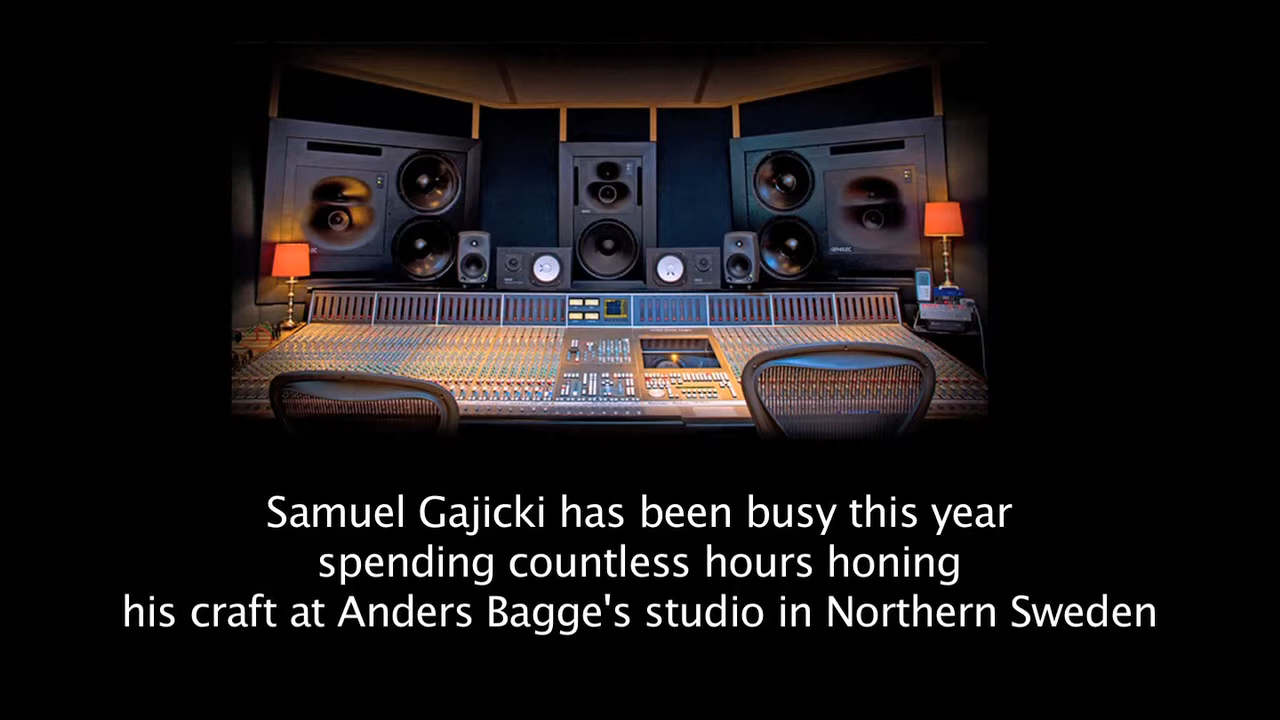 Samuel Gajicki has been busy this year
spending countless hours honing
his craft at Anders Bagge's studio in Northern Sweden